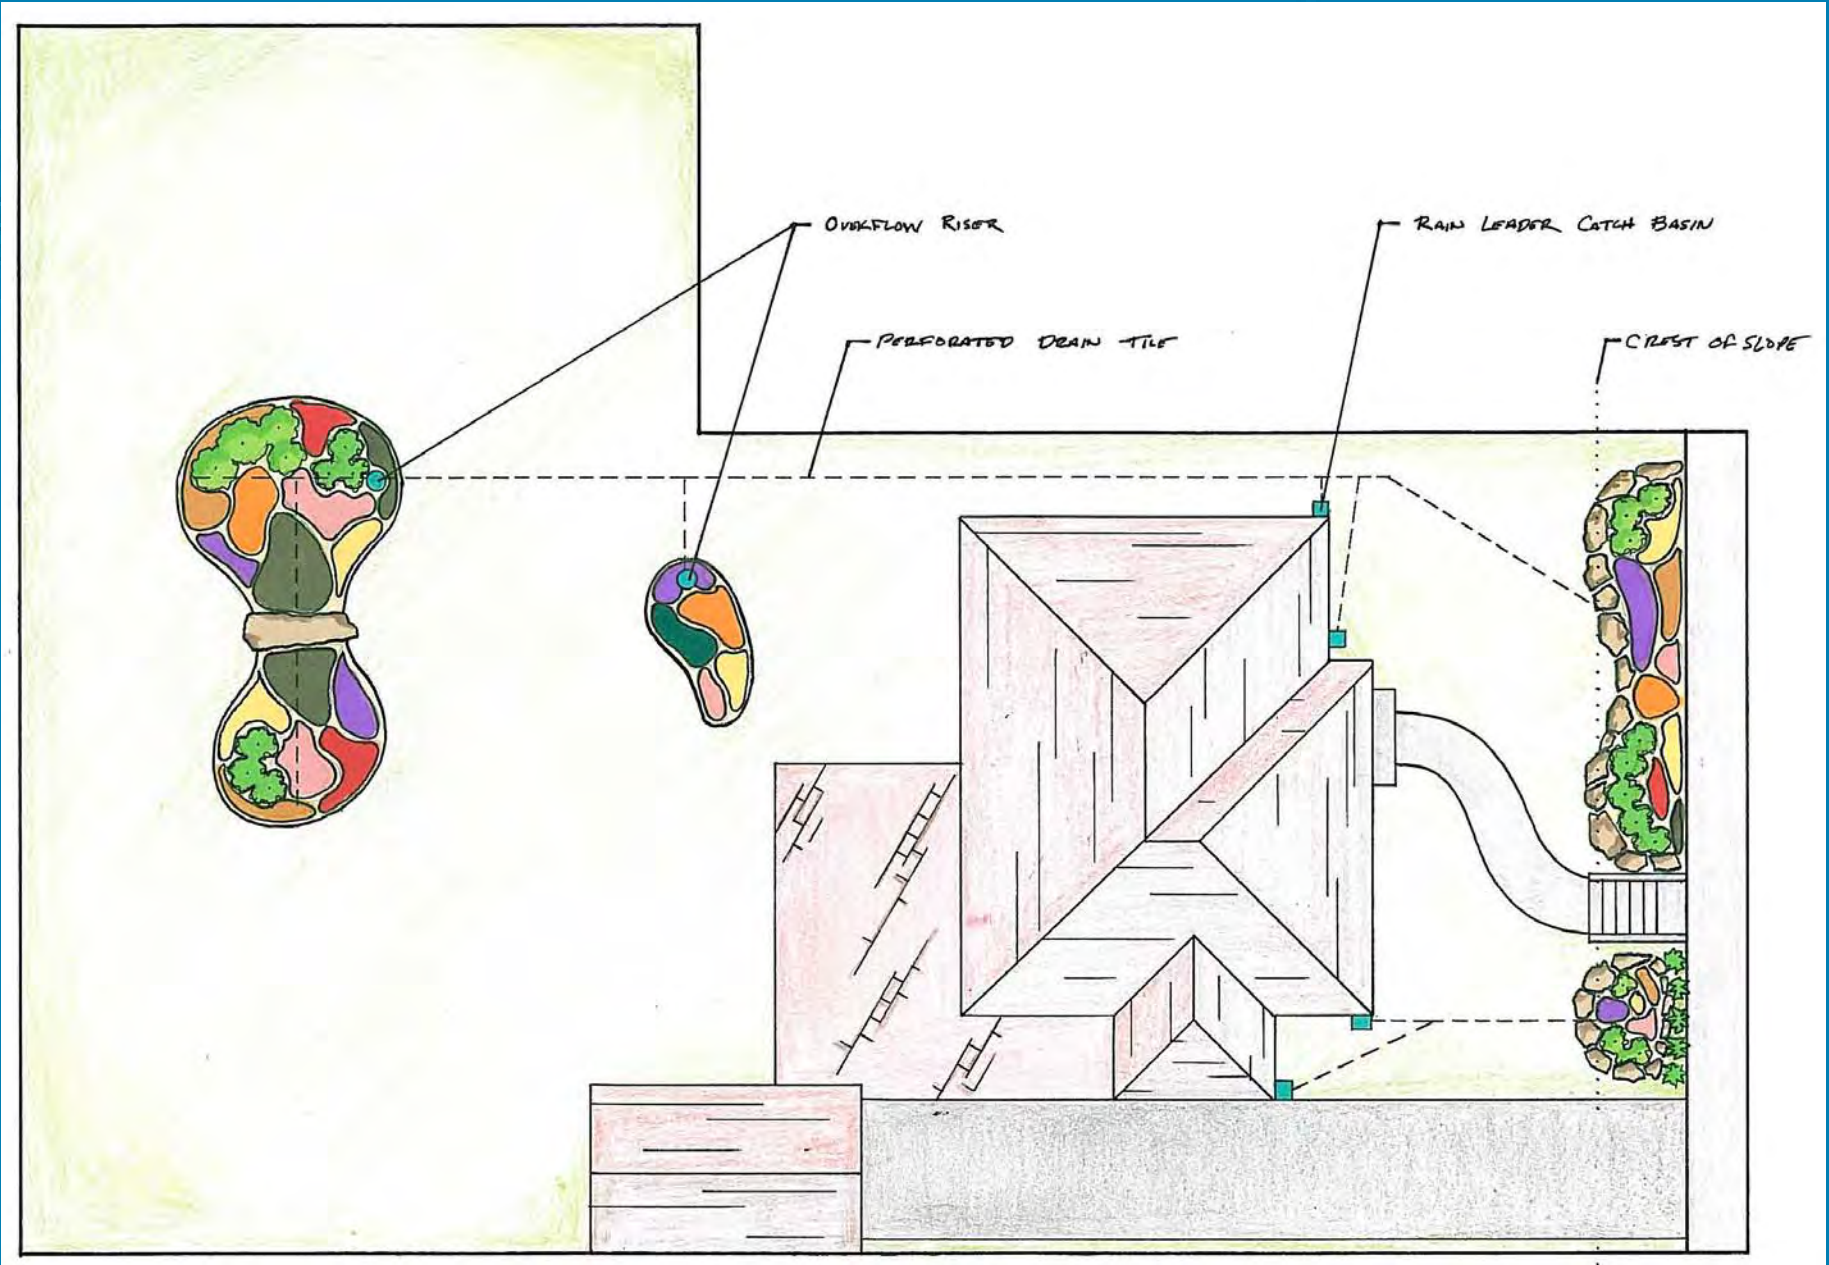 OVERFLOW RISER
RAIN LEADER CATCH BASIN
PERFORATED DRAIN TILE
CREST OF SLOPE